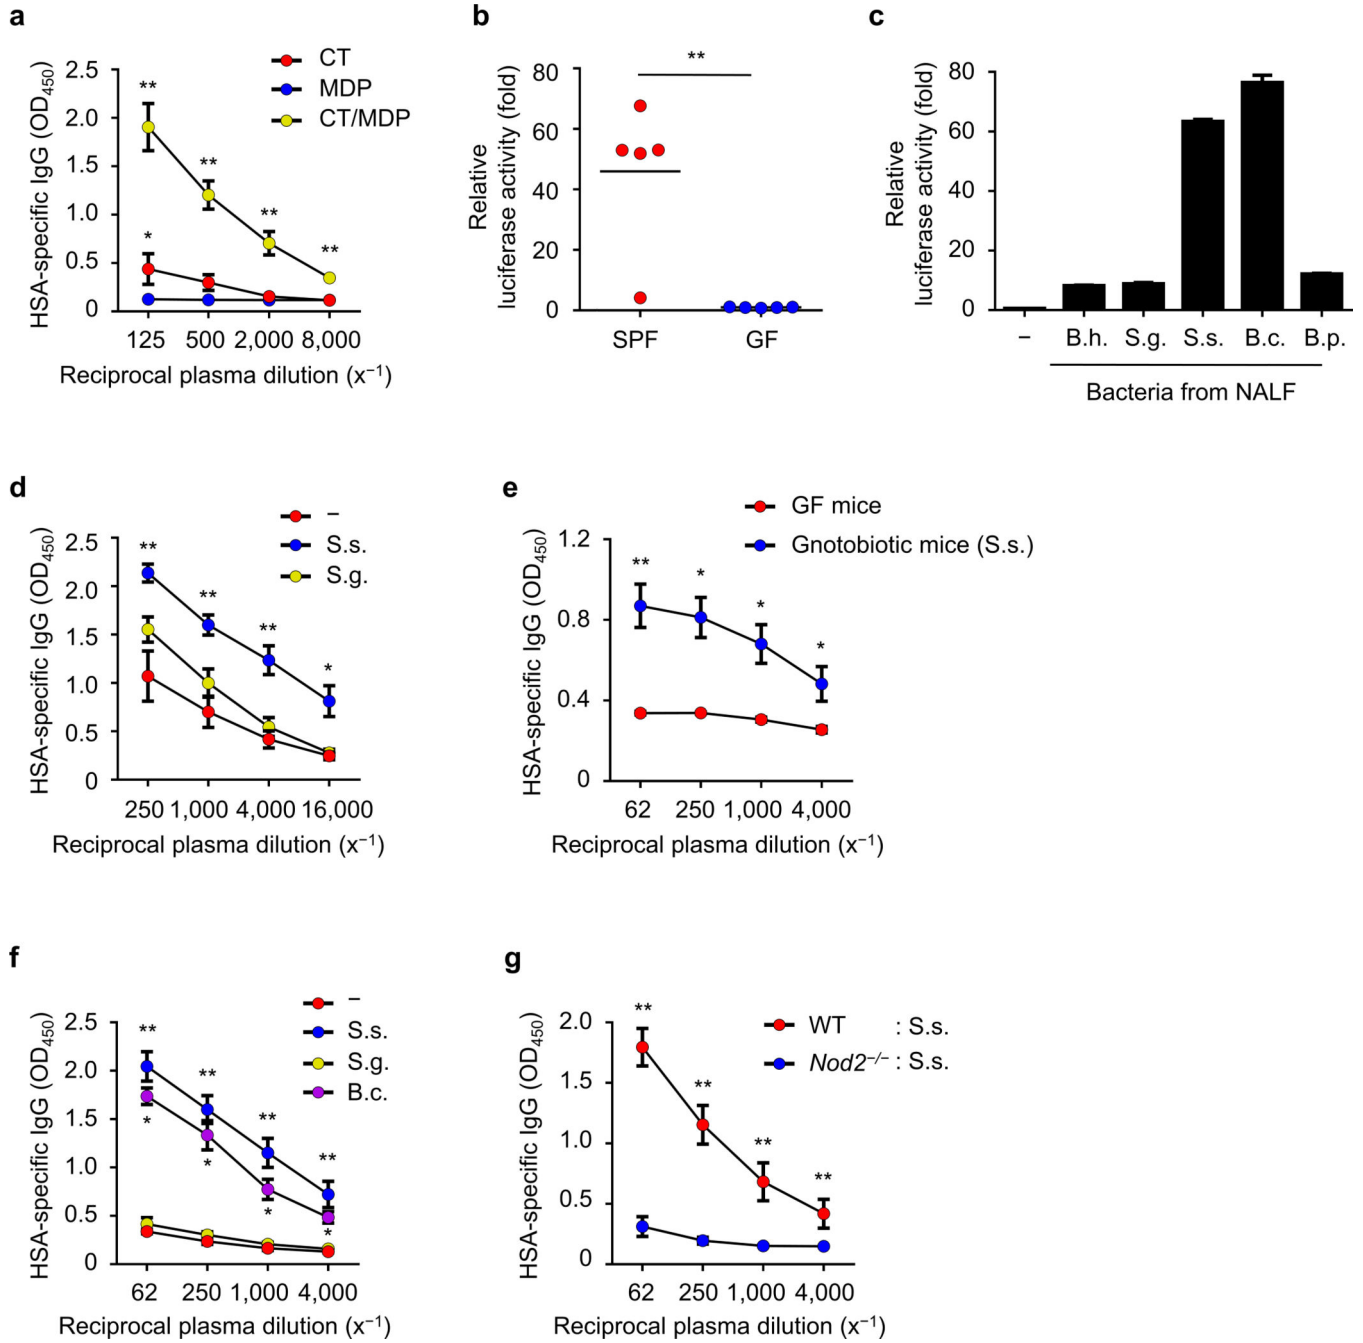 a
CT
MDP
CT/MDP
HSA-specific IgG (OD450)
2.5
2.0
1.5
1.0
0.5
0
**
*
**
**
**
125 500 2,000 8,000
Reciprocal plasma dilution (x⁻¹)
b
Relative
luciferase activity (fold)
80
60
40
20
0
**
SPF GF
c
Relative
luciferase activity (fold)
80
60
40
20
0
– B.h. S.g. S.s. B.c. B.p.
Bacteria from NALF
d
–
S.s.
S.g.
HSA-specific IgG (OD450)
2.5
2.0
1.5
1.0
0.5
0
**
**
**
*
250 1,000 4,000 16,000
Reciprocal plasma dilution (x⁻¹)
e
GF mice
Gnotobiotic mice (S.s.)
HSA-specific IgG (OD450)
1.2
0.8
0.4
0
**
*
*
*
62 250 1,000 4,000
Reciprocal plasma dilution (x⁻¹)
f
–
S.s.
S.g.
B.c.
HSA-specific IgG (OD450)
2.5
2.0
1.5
1.0
0.5
0
**
**
**
**
*
*
*
*
62 250 1,000 4,000
Reciprocal plasma dilution (x⁻¹)
g
WT : S.s.
Nod2⁻/⁻ : S.s.
HSA-specific IgG (OD450)
2.0
1.5
1.0
0.5
0
**
**
**
**
62 250 1,000 4,000
Reciprocal plasma dilution (x⁻¹)